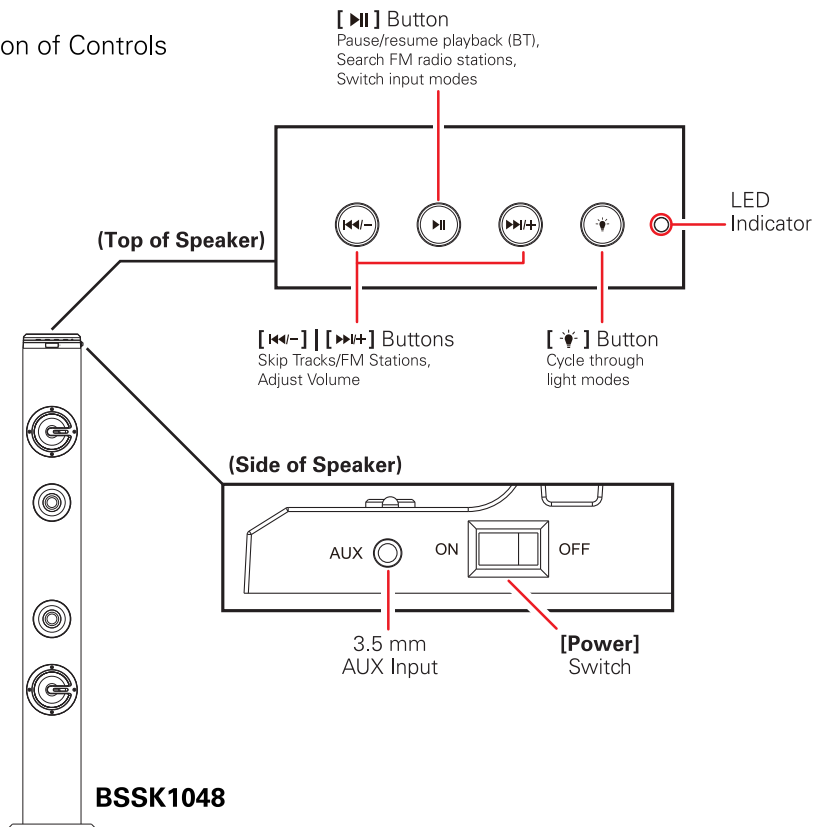 [ ⏯ ] Button
Pause/resume playback (BT),
Search FM radio stations,
Switch input modes
on of Controls
LED
Indicator
(Top of Speaker)
⏮/–
⏯
⏭/+
[ ⏮/– ] | [ ⏭/+ ] Buttons
Skip Tracks/FM Stations,
Adjust Volume
[ 💡 ] Button
Cycle through
light modes
(Side of Speaker)
AUX
ON
OFF
3.5 mm
AUX Input
[Power]
Switch
BSSK1048